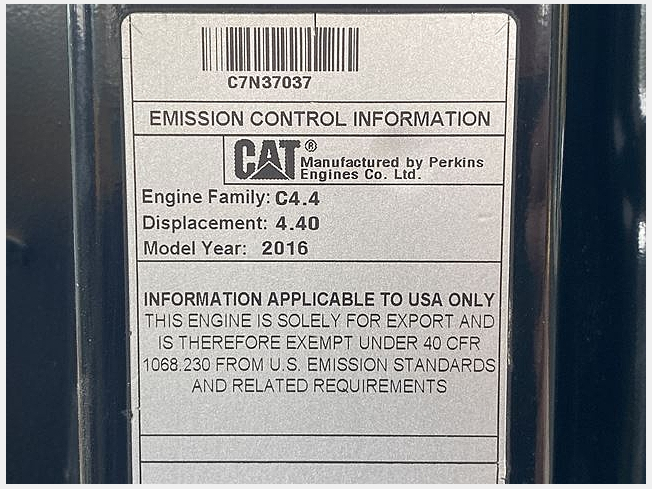 C7N37037
EMISSION CONTROL INFORMATION
CAT® Manufactured by Perkins
Engines Co. Ltd.
Engine Family: C4.4
Displacement: 4.40
Model Year: 2016
INFORMATION APPLICABLE TO USA ONLY
THIS ENGINE IS SOLELY FOR EXPORT AND
IS THEREFORE EXEMPT UNDER 40 CFR
1068.230 FROM U.S. EMISSION STANDARDS
AND RELATED REQUIREMENTS